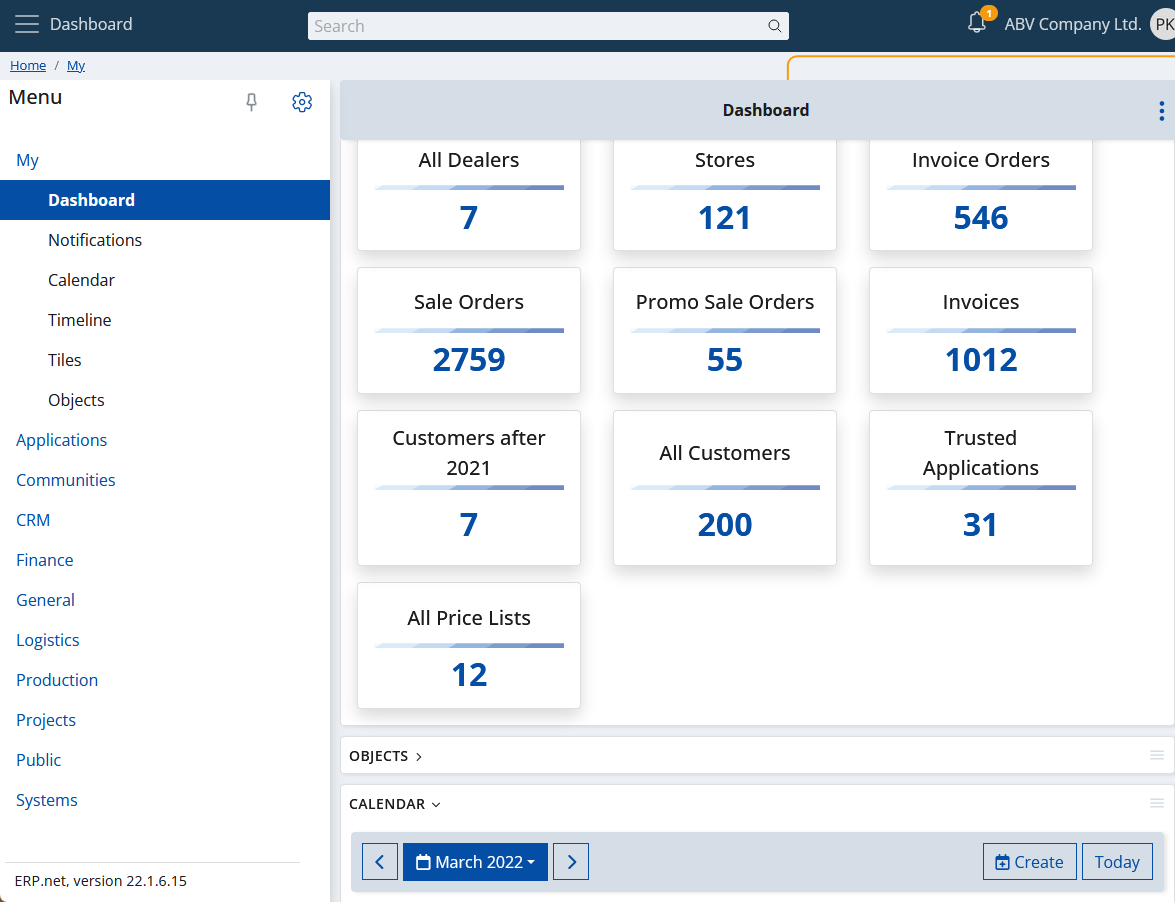 Dashboard
Search
1
ABV Company Ltd.
PK
Home / My
Menu
My
Dashboard
Notifications
Calendar
Timeline
Tiles
Objects
Applications
Communities
CRM
Finance
General
Logistics
Production
Projects
Public
Systems
ERP.net, version 22.1.6.15
Dashboard
All Dealers
7
Stores
121
Invoice Orders
546
Sale Orders
2759
Promo Sale Orders
55
Invoices
1012
Customers after
2021
7
All Customers
200
Trusted
Applications
31
All Price Lists
12
OBJECTS
CALENDAR
March 2022
Create
Today